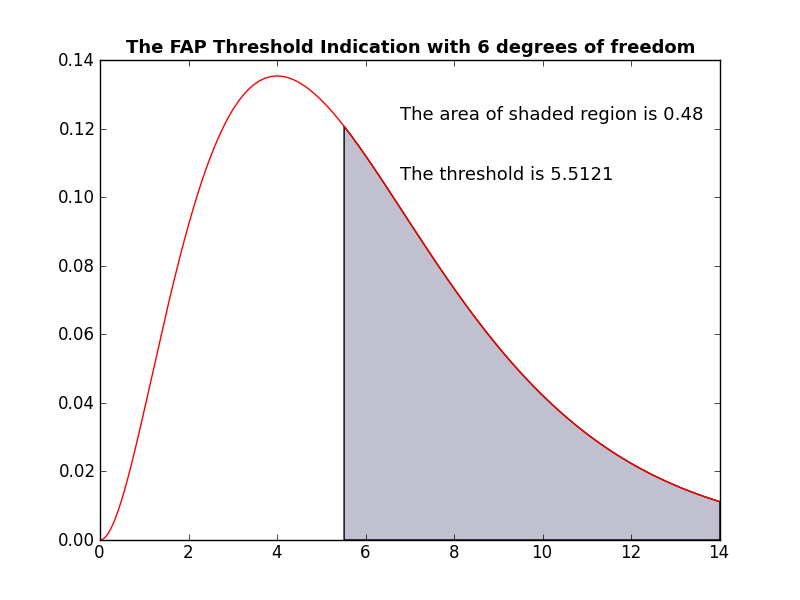 The FAP Threshold Indication with 6 degrees of freedom
0.14
The area of shaded region is 0.48
0.12
The threshold is 5.5121
0.10
0.08
0.06
0.04
0.02
0.00
0 2 4 6 8 10 12 14